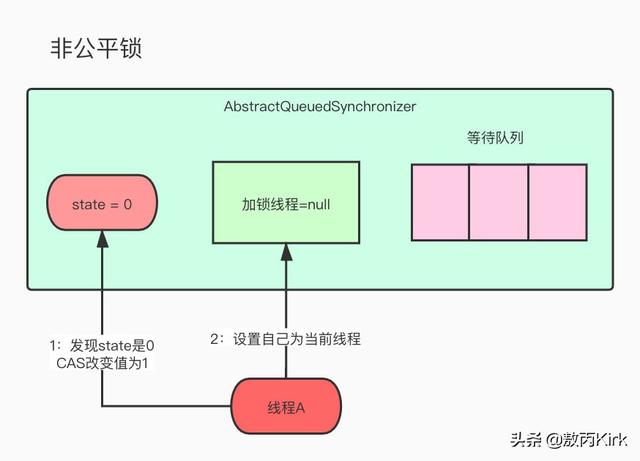 非公平锁
AbstractQueuedSynchronizer
等待队列
state = 0
加锁线程=null
1：发现state是0
CAS改变值为1
2：设置自己为当前线程
线程A
头条 @敖丙Kirk